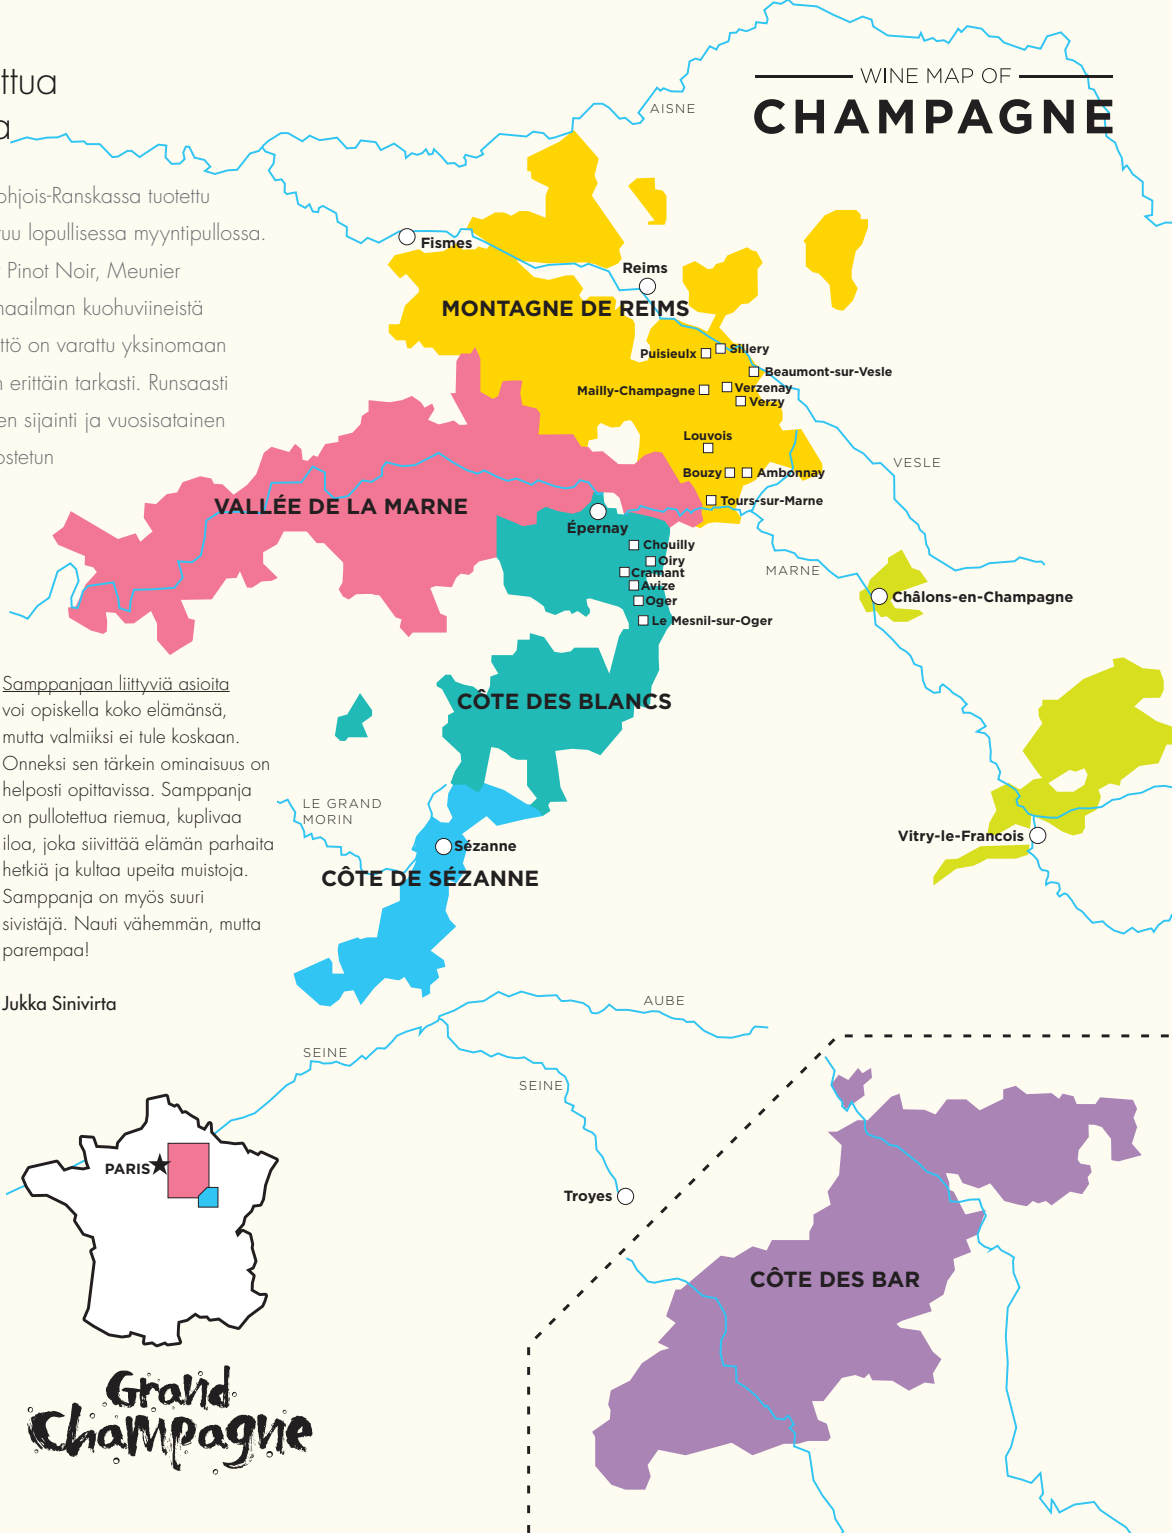 WINE MAP OF
CHAMPAGNE
AISNE
ohjois-Ranskassa tuotettu
lopullisessa myyntipullossa.
Pinot Noir, Meunier
maailman kuohuviineistä
on varattu yksinomaan
erittäin tarkasti. Runsaasti
sijainti ja vuosisatainen
Fismes
Reims
MONTAGNE DE REIMS
Puisieulx
Sillery
Beaumont-sur-Vesle
Mailly-Champagne
Verzenay
Verzy
Louvois
Bouzy
Ambonnay
Tours-sur-Marne
VESLE
VALLÉE DE LA MARNE
Épernay
Chouilly
Oiry
Cramant
Avize
Oger
Le Mesnil-sur-Oger
MARNE
Châlons-en-Champagne
CÔTE DES BLANCS
Samppanjaan liittyviä asioita
voi opiskella koko elämänsä,
mutta valmiiksi ei tule koskaan.
Onneksi sen tärkein ominaisuus on
helposti opittavissa. Samppanja
on pullotettua riemua, kuplivaa
iloa, joka siivittää elämän parhaita
hetkiä ja kultaa upeita muistoja.
Samppanja on myös suuri
sivistäjä. Nauti vähemmän, mutta
parempaa!
Jukka Sinivirta
LE GRAND
MORIN
Sézanne
CÔTE DE SÉZANNE
Vitry-le-Francois
AUBE
SEINE
SEINE
Troyes
PARIS
CÔTE DES BAR
Grand
Champagne